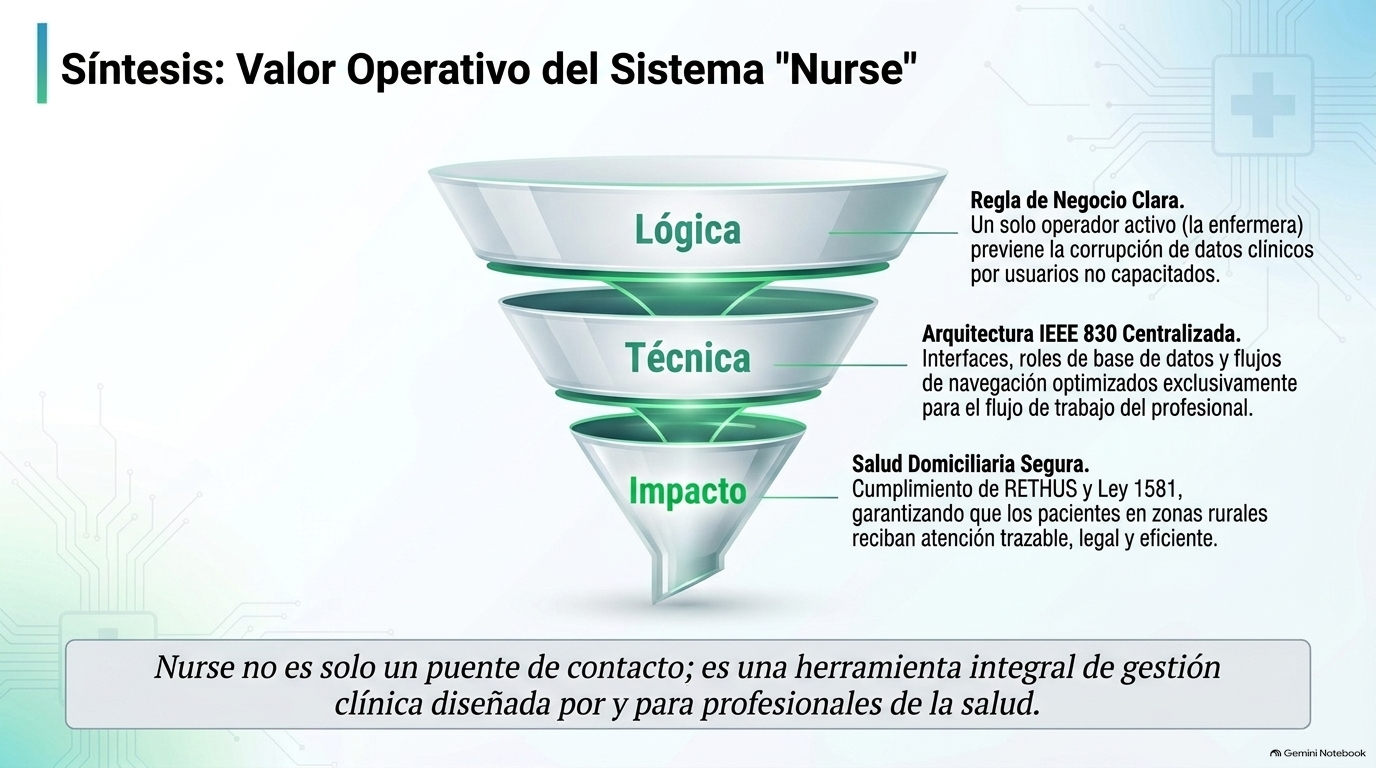 Síntesis: Valor Operativo del Sistema "Nurse"
Lógica
Regla de Negocio Clara.
Un solo operador activo (la enfermera)
previene la corrupción de datos clínicos
por usuarios no capacitados.
Técnica
Arquitectura IEEE 830 Centralizada.
Interfaces, roles de base de datos y flujos
de navegación optimizados exclusivamente
para el flujo de trabajo del profesional.
Impacto
Salud Domiciliaria Segura.
Cumplimiento de RETHUS y Ley 1581,
garantizando que los pacientes en zonas rurales
reciban atención trazable, legal y eficiente.
Nurse no es solo un puente de contacto; es una herramienta integral de gestión
clínica diseñada por y para profesionales de la salud.
Gemini Notebook